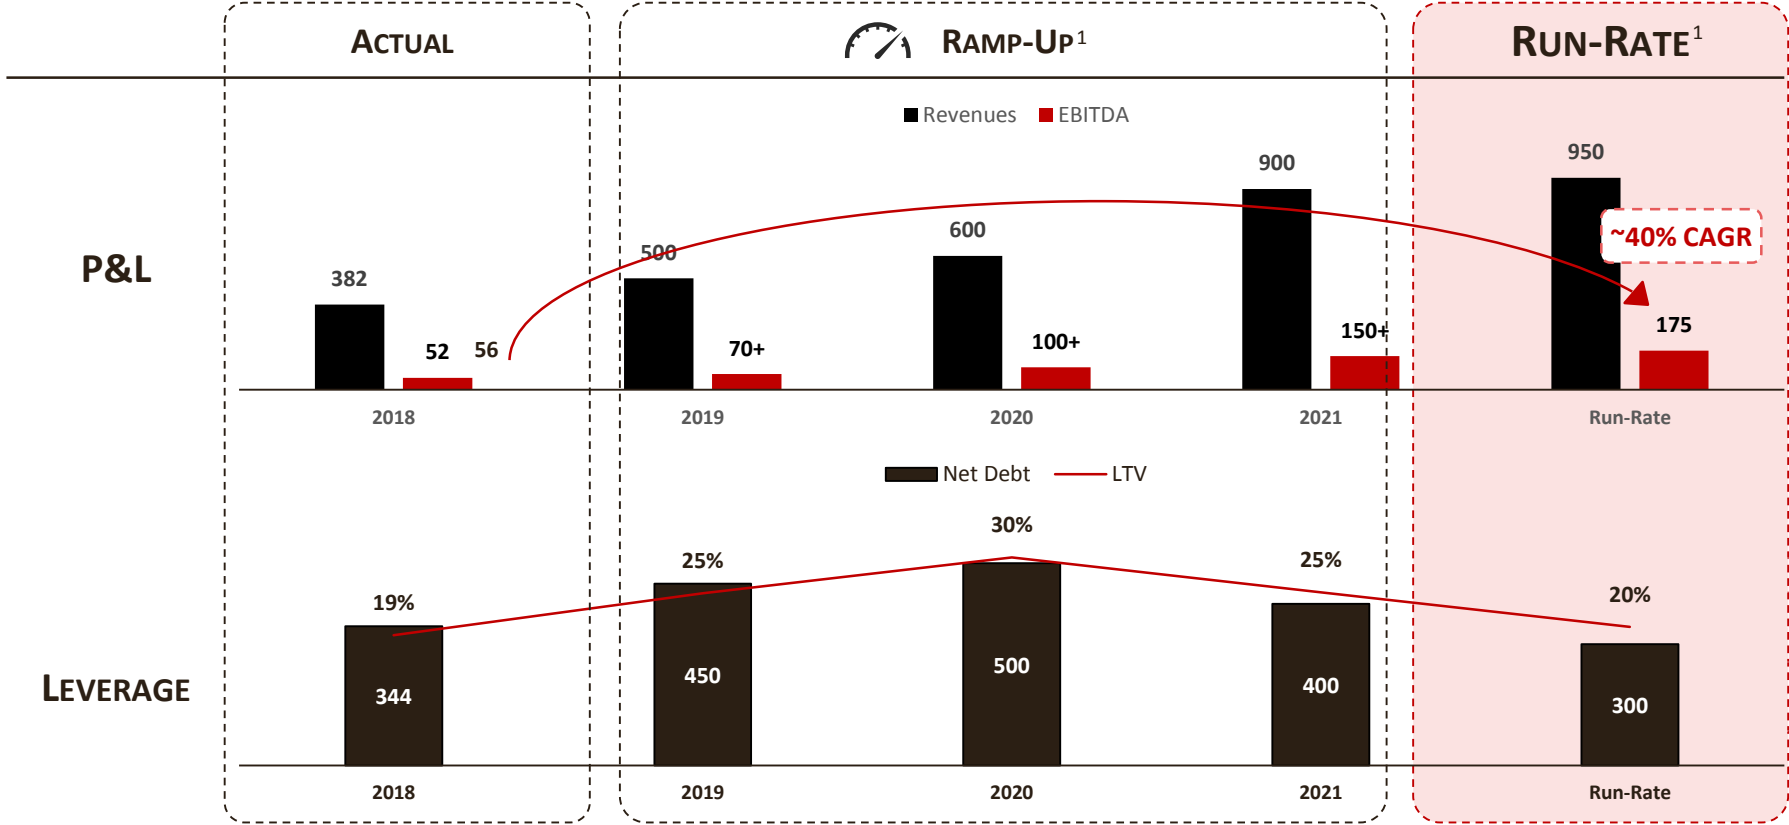 ACTUAL
RAMP-UP1
RUN-RATE1
P&L
Revenues EBITDA
382
52
56
500
70+
600
100+
900
150+
950
175
~40% CAGR
2018 2019 2020 2021 Run-Rate
LEVERAGE
Net Debt LTV
19%
25%
30%
25%
20%
344
450
500
400
300
2018 2019 2020 2021 Run-Rate